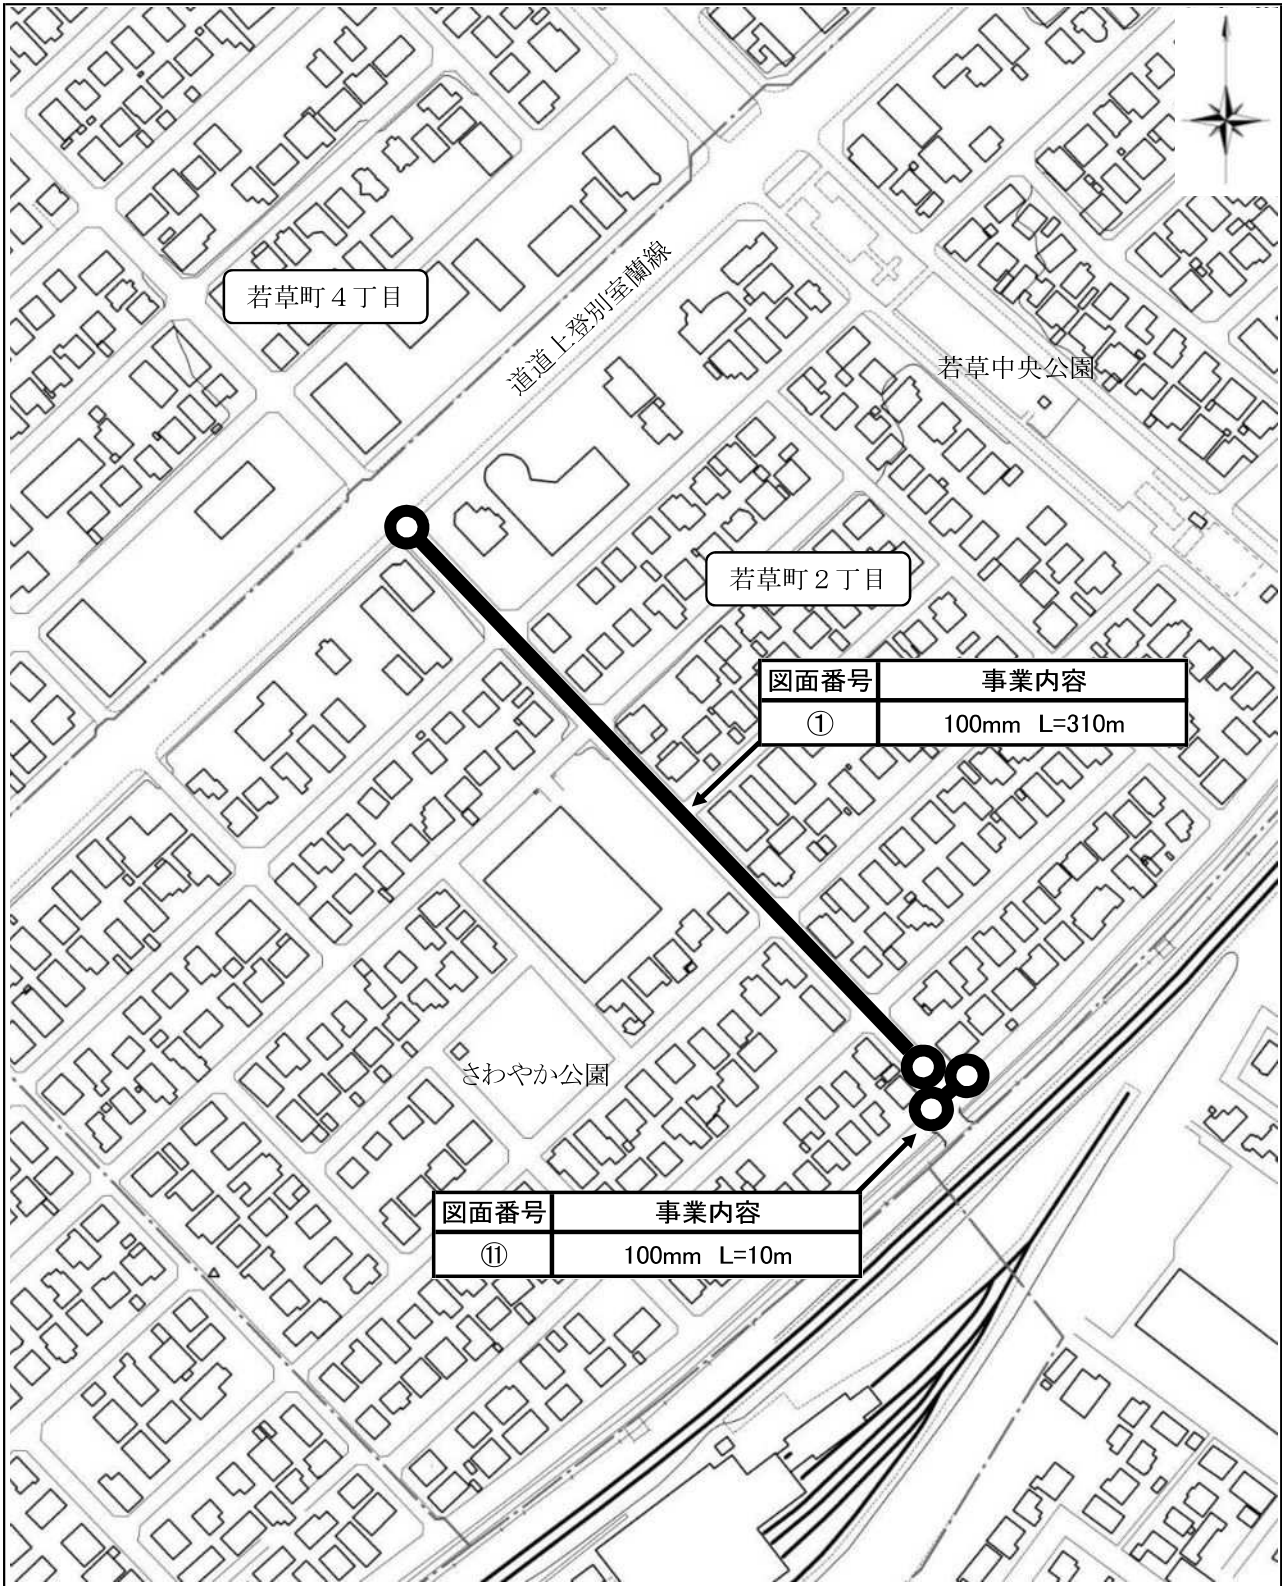 若草町４丁目
道道上登別室蘭線
若草中央公園
若草町２丁目
図面番号 事業内容
① 100mm L=310m
さわやか公園
図面番号 事業内容
⑪ 100mm L=10m